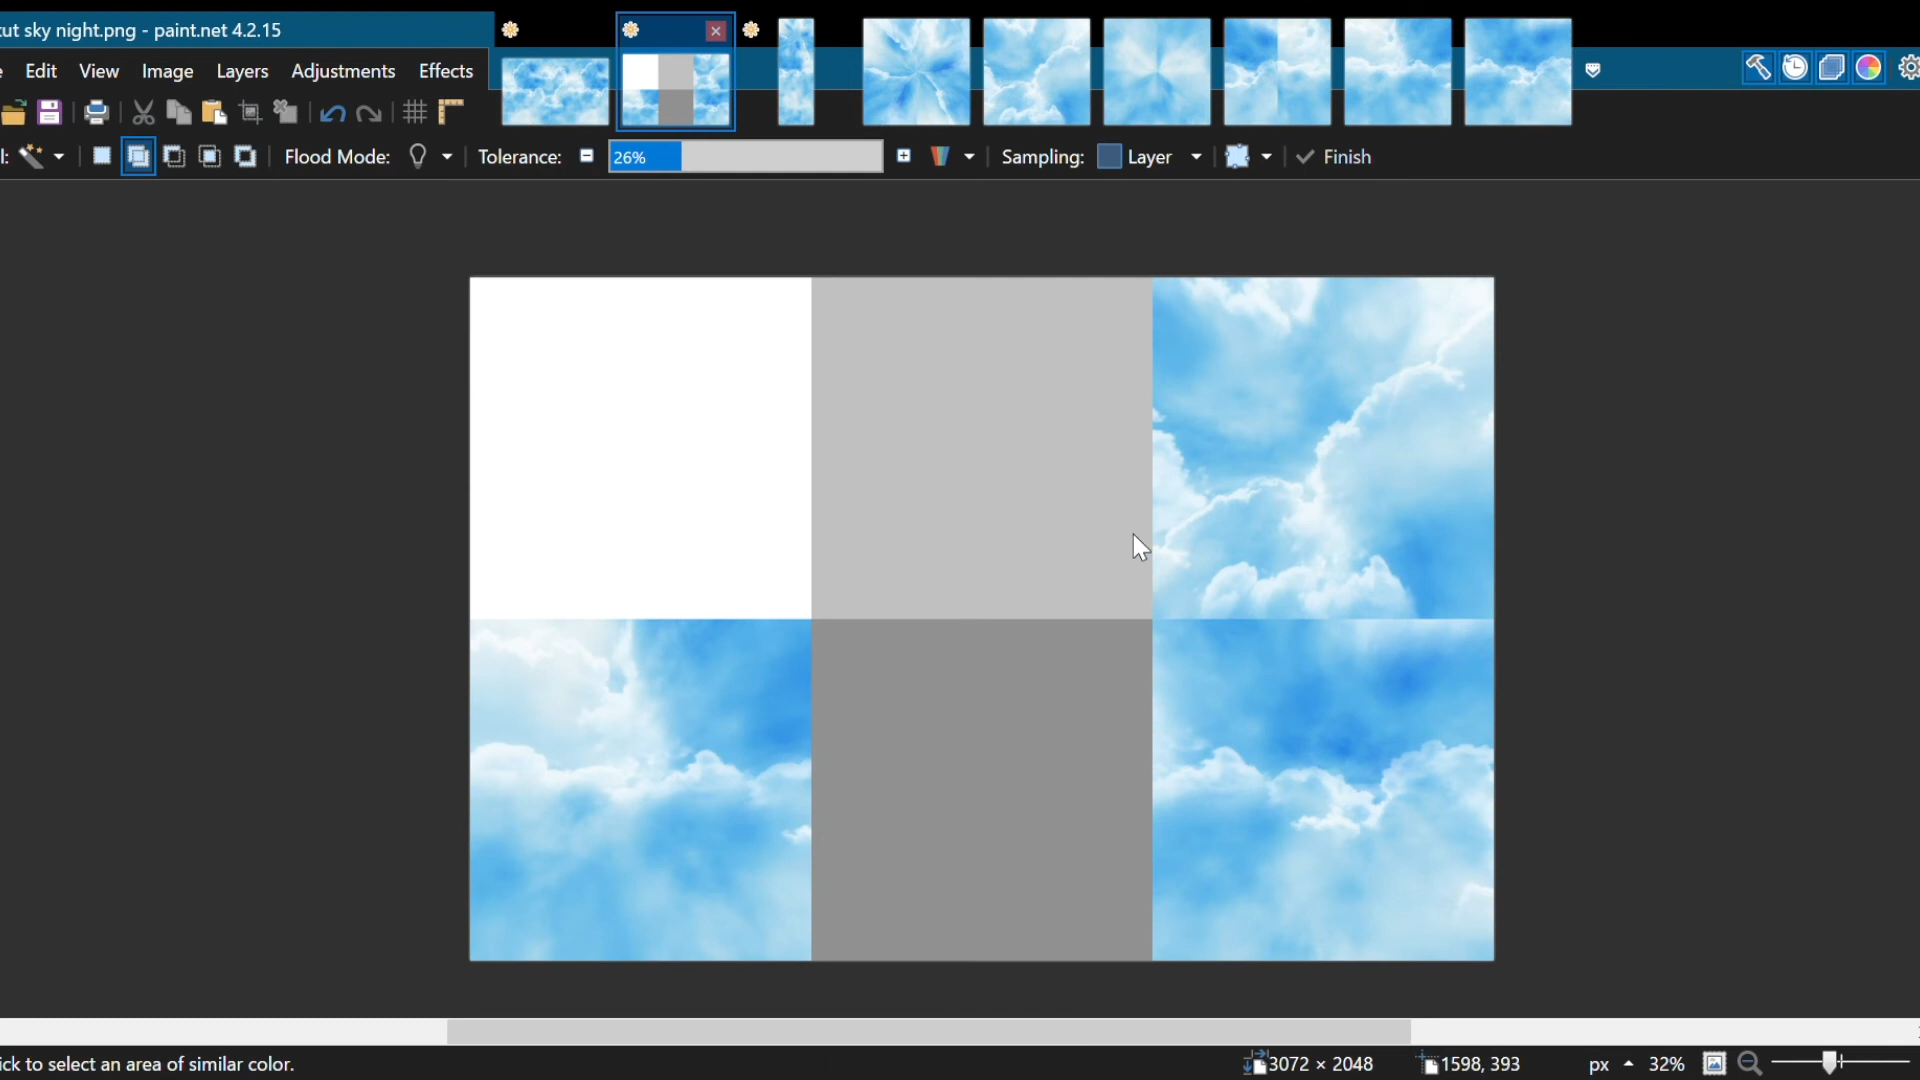 cut sky night.png - paint.net 4.2.15
Edit View Image Layers Adjustments Effects
Flood Mode: Tolerance: 26% Sampling: Layer Finish
ick to select an area of similar color. 3072 × 2048 1598, 393 px 32%